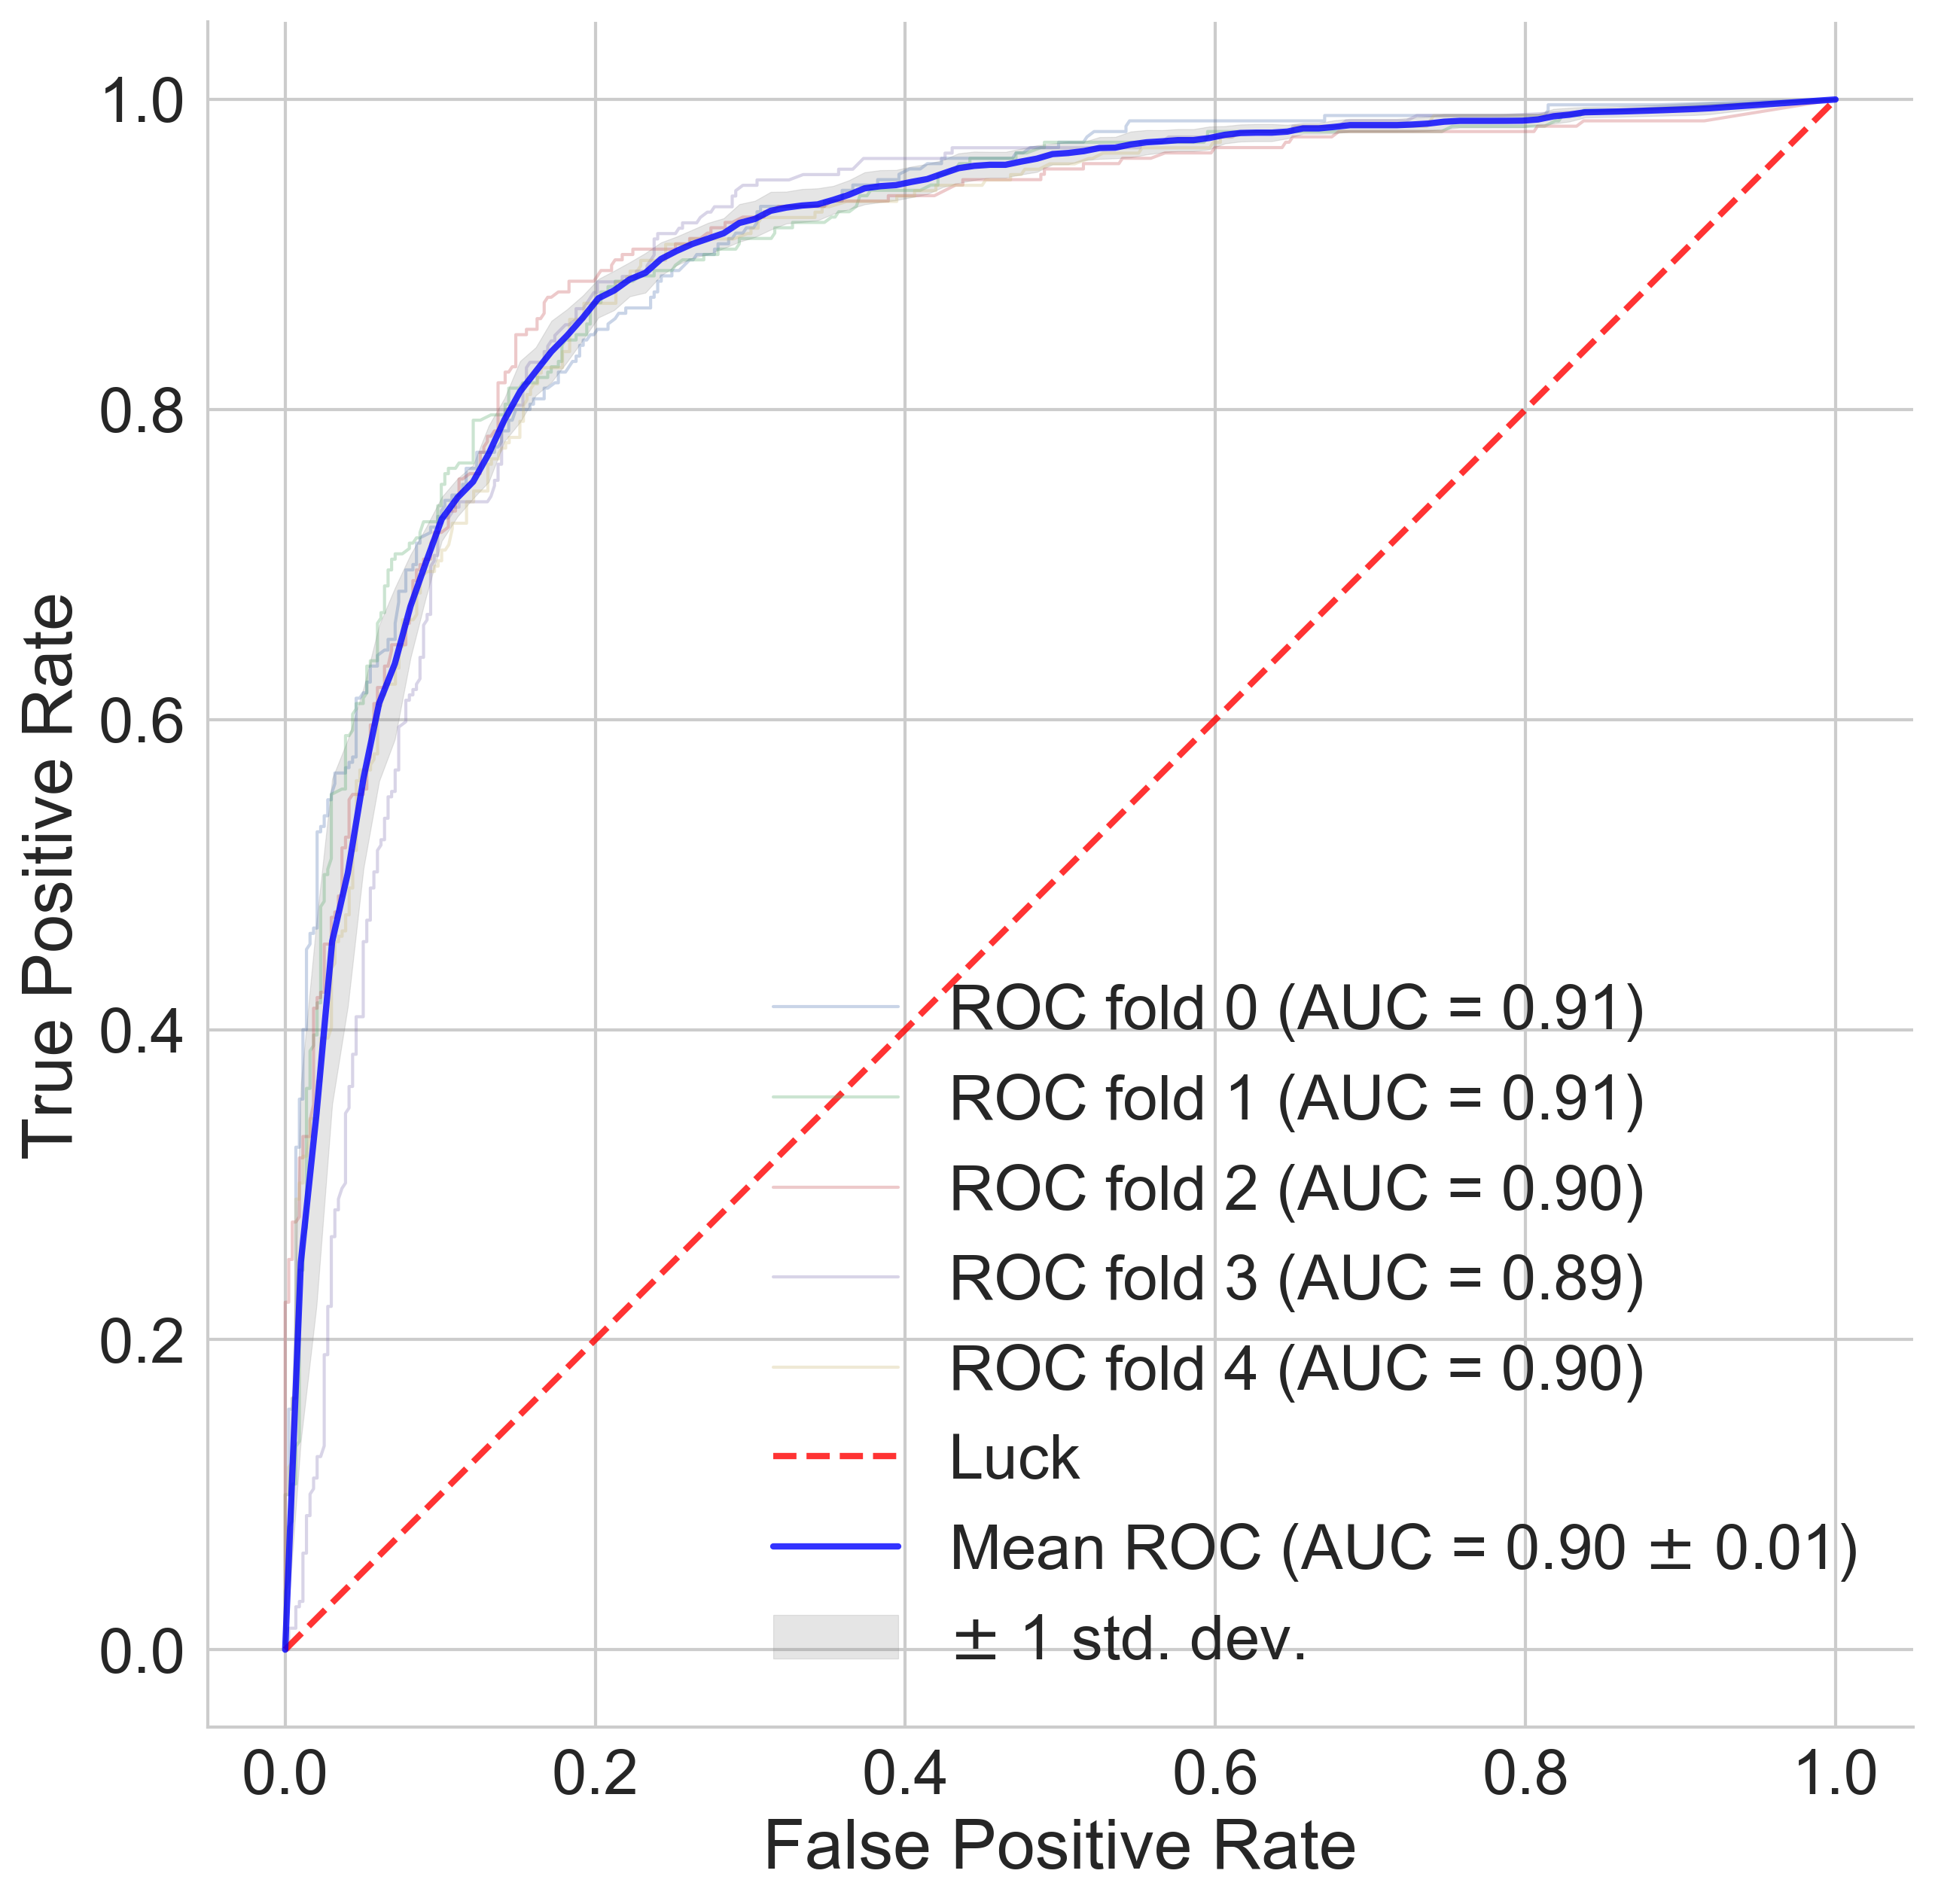 1.0
0.8
0.6
0.4
0.2
0.0
True Positive Rate
ROC fold 0 (AUC = 0.91)
ROC fold 1 (AUC = 0.91)
ROC fold 2 (AUC = 0.90)
ROC fold 3 (AUC = 0.89)
ROC fold 4 (AUC = 0.90)
Luck
Mean ROC (AUC = 0.90 ± 0.01)
± 1 std. dev.
0.0 0.2 0.4 0.6 0.8 1.0
False Positive Rate